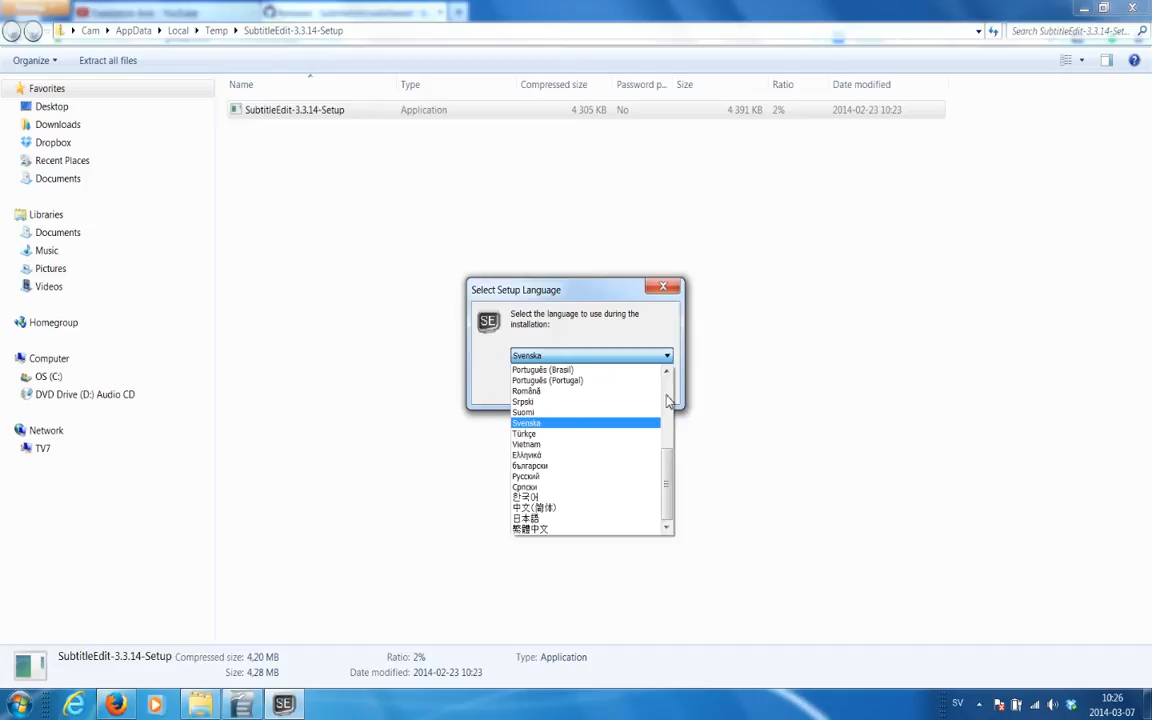 Cam
AppData
Local
Temp
SubtitleEdit-3.3.14-Setup
Search SubtitleEdit-3.3.14-Set...
Organize
Extract all files
Name
Type
Compressed size
Password p...
Size
Ratio
Date modified
SubtitleEdit-3.3.14-Setup
Application
4 305 KB
No
4 391 KB
2%
2014-02-23 10:23
Favorites
Desktop
Downloads
Dropbox
Recent Places
Documents
Libraries
Documents
Music
Pictures
Videos
Homegroup
Computer
OS (C:)
DVD Drive (D:) Audio CD
Network
TV7
Select Setup Language
SE
Select the language to use during the
installation:
Svenska
Português (Brasil)
Português (Portugal)
Română
Srpski
Suomi
Svenska
Türkçe
Vietnam
Ελληνικά
български
Русский
Српски
한국어
中文(简体)
日本語
繁體中文
SubtitleEdit-3.3.14-Setup
Compressed size: 4,20 MB
Ratio: 2%
Type: Application
Size: 4,28 MB
Date modified: 2014-02-23 10:23
SE
SV
10:26
2014-03-07